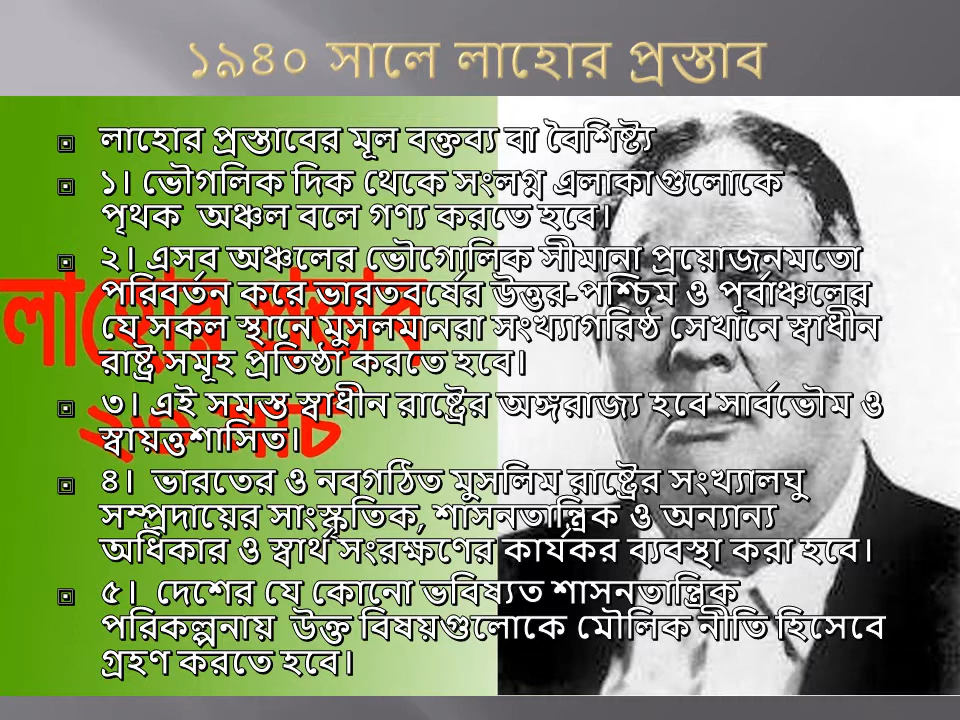 ১৯৪০ সালে লাহোর প্রস্তাব
লাহোর প্রস্তাবের মূল বক্তব্য বা বৈশিষ্ট্য
১। ভৌগলিক দিক থেকে সংলগ্ন এলাকাগুলোকে
পৃথক অঞ্চল বলে গণ্য করতে হবে।
২। এসব অঞ্চলের ভৌগোলিক সীমানা প্রয়োজনমতো
পরিবর্তন করে ভারতবর্ষের উত্তর-পশ্চিম ও পূর্বাঞ্চলের
যে সকল স্থানে মুসলমানরা সংখ্যাগরিষ্ঠ সেখানে স্বাধীন
রাষ্ট্র সমূহ প্রতিষ্ঠা করতে হবে।
৩। এই সমস্ত স্বাধীন রাষ্ট্রের অঙ্গরাজ্য হবে সার্বভৌম ও
স্বায়ত্তশাসিত।
৪। ভারতের ও নবগঠিত মুসলিম রাষ্ট্রের সংখ্যালঘু
সম্প্রদায়ের সাংস্কৃতিক, শাসনতান্ত্রিক ও অন্যান্য
অধিকার ও স্বার্থ সংরক্ষণের কার্যকর ব্যবস্থা করা হবে।
৫। দেশের যে কোনো ভবিষ্যত শাসনতান্ত্রিক
পরিকল্পনায় উক্ত বিষয়গুলোকে মৌলিক নীতি হিসেবে
গ্রহণ করতে হবে।
লাহোর প্রস্তাব
২৩ মার্চ